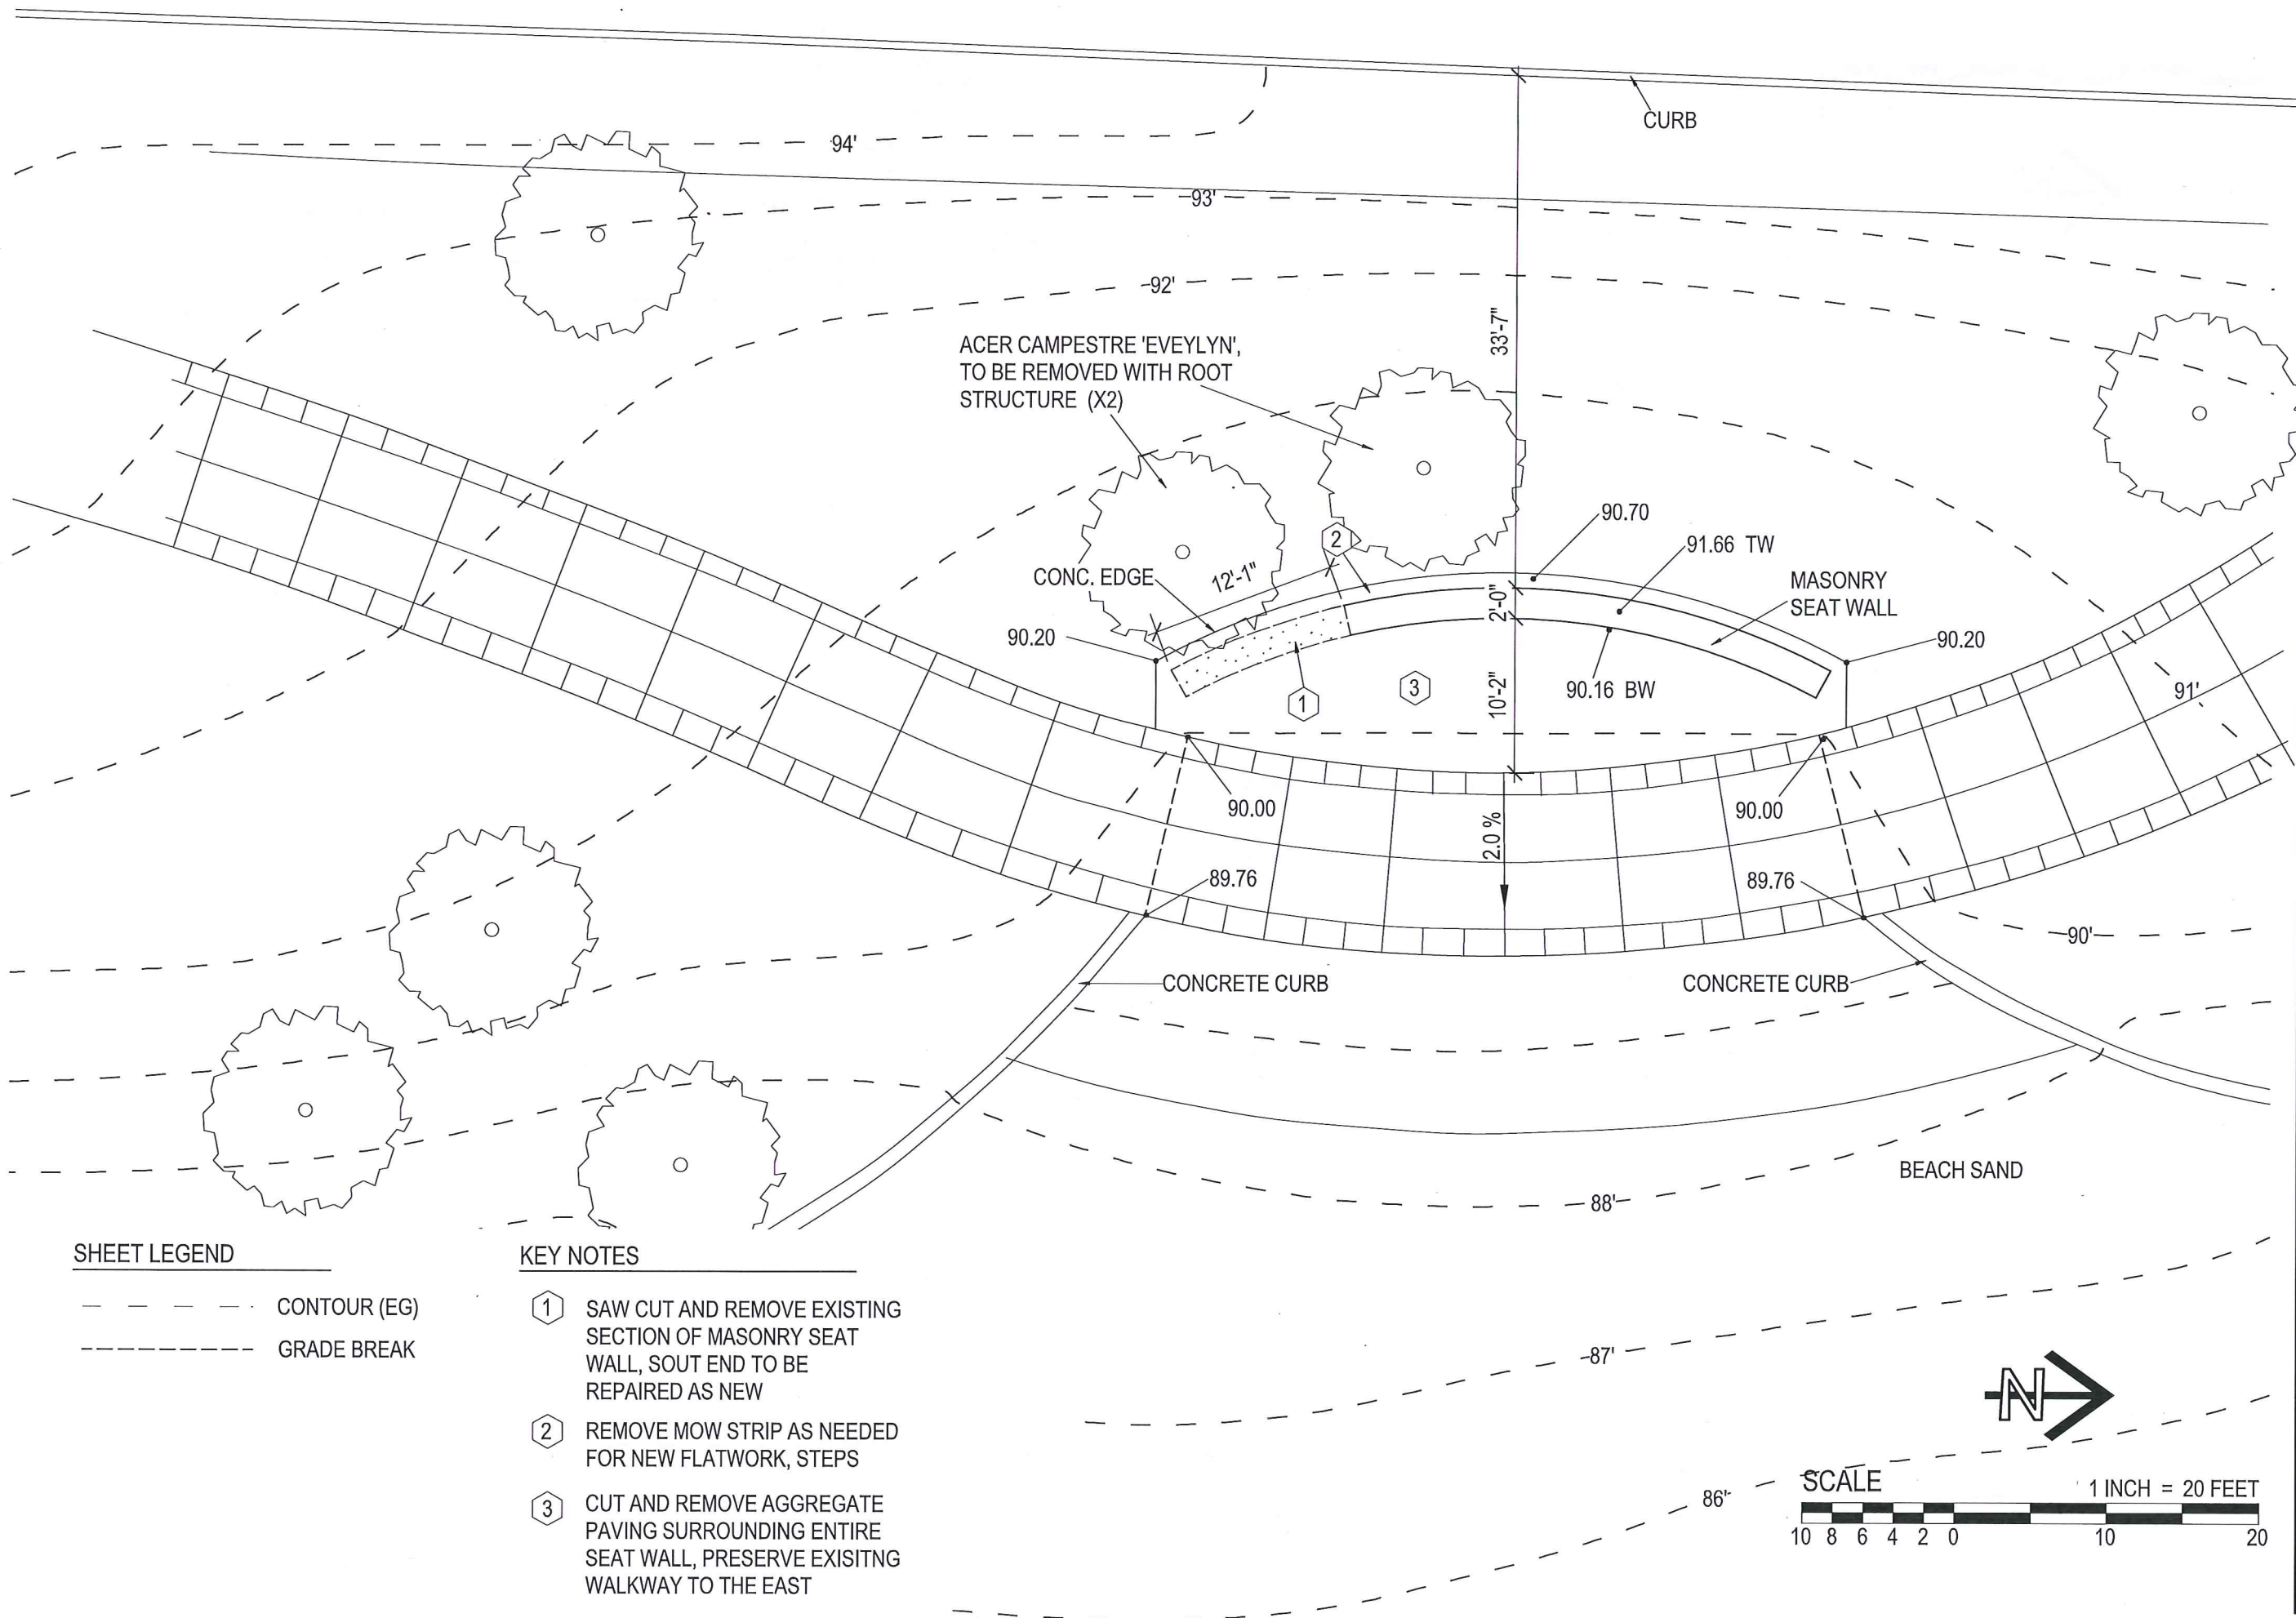 CURB
94'
93'
92'
33'-7"
ACER CAMPESTRE 'EVEYLYN',
TO BE REMOVED WITH ROOT
STRUCTURE (X2)
90.70
2
91.66 TW
CONC. EDGE
12'-1"
2'-0"
MASONRY
SEAT WALL
90.20
90.20
1
3
10'-2"
90.16 BW
91'
90.00
90.00
2.0 %
89.76
89.76
90'
CONCRETE CURB
CONCRETE CURB
BEACH SAND
88'
87'
86'
SHEET LEGEND
CONTOUR (EG)
GRADE BREAK
KEY NOTES
1 SAW CUT AND REMOVE EXISTING
SECTION OF MASONRY SEAT
WALL, SOUT END TO BE
REPAIRED AS NEW
2 REMOVE MOW STRIP AS NEEDED
FOR NEW FLATWORK, STEPS
3 CUT AND REMOVE AGGREGATE
PAVING SURROUNDING ENTIRE
SEAT WALL, PRESERVE EXISITNG
WALKWAY TO THE EAST
N
SCALE
1 INCH = 20 FEET
10 8 6 4 2 0 10 20